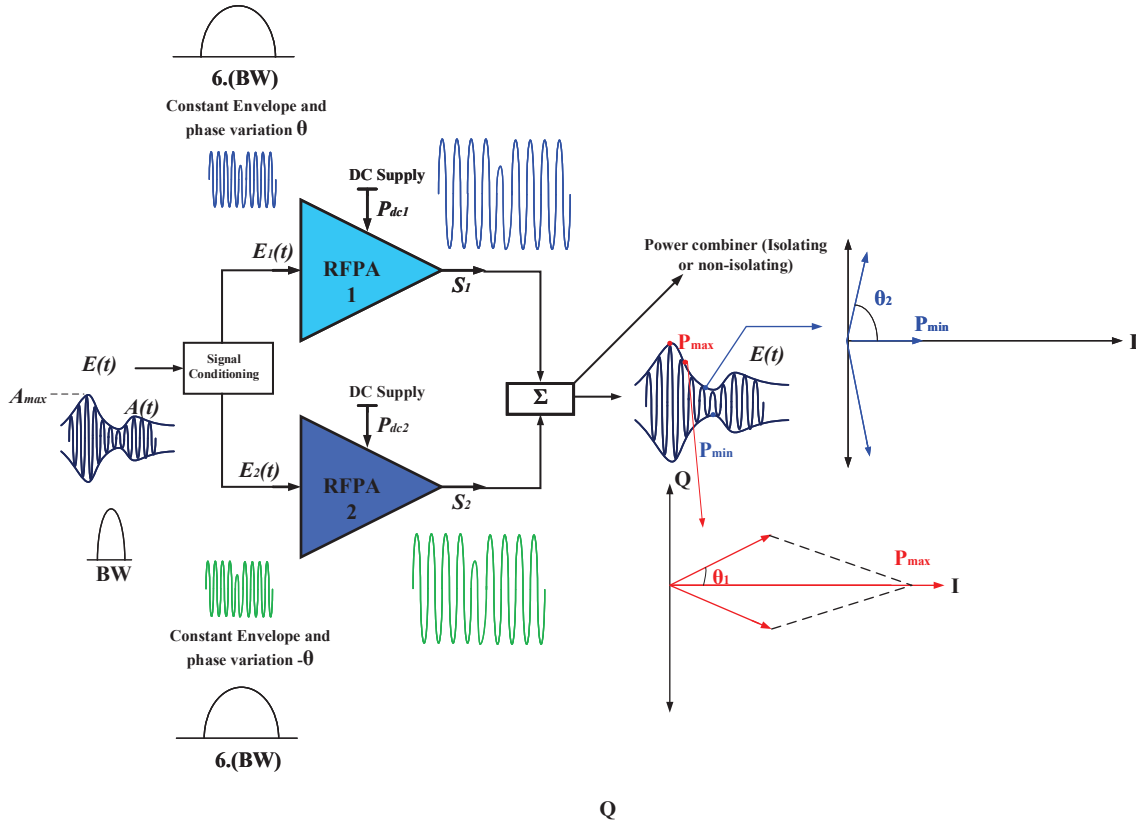 6.(BW)
Constant Envelope and
phase variation θ
DC Supply
Pdc1
E1(t)
RFPA
1
S1
Power combiner (Isolating
or non-isolating)
θ2
Pmin
I
E(t)
Signal
Conditioning
Amax
A(t)
BW
DC Supply
Pdc2
E2(t)
RFPA
2
S2
Σ
Pmax
E(t)
Pmin
Q
Pmax
θ1
I
Constant Envelope and
phase variation -θ
6.(BW)
Q